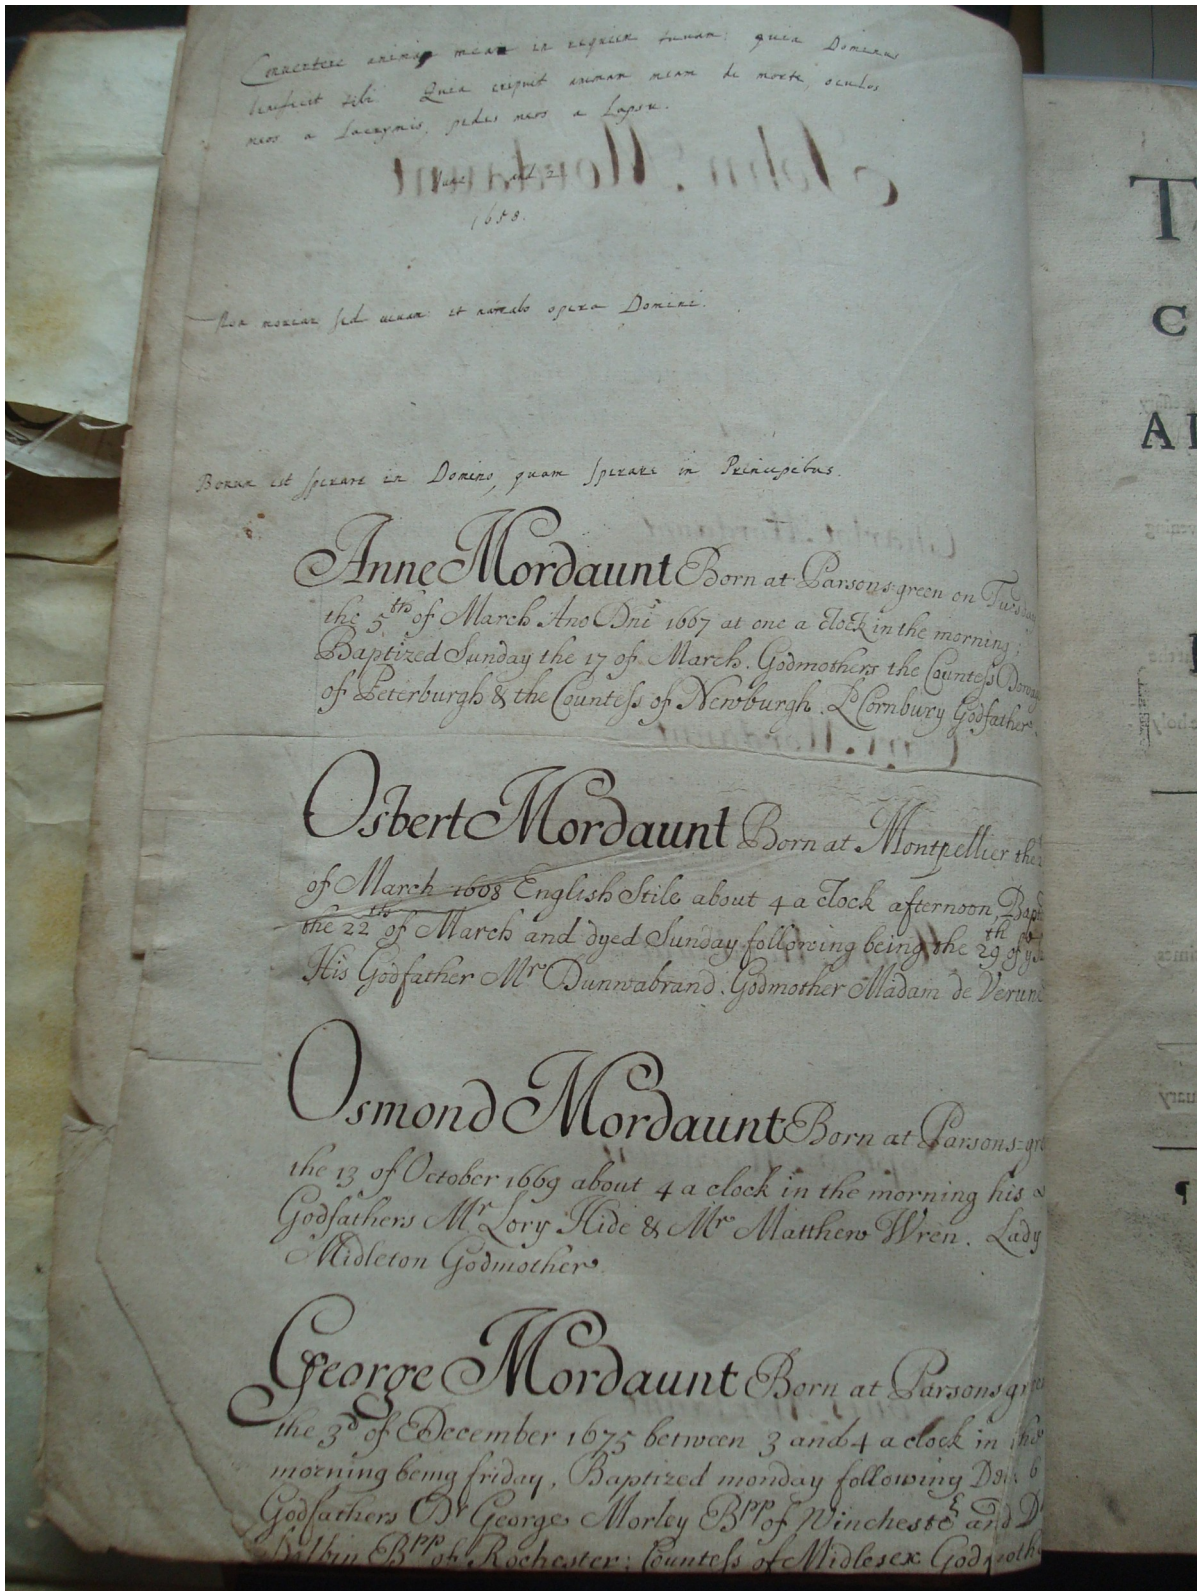 Convertere anima mea in requiem tuam: quia Dominus
benefecit tibi. Quia eripuit animam meam de morte, oculos
meos a Lacrymis, pedes meos a Lapsu.
John Mordaunt
1658.
Non moriar sed vivam et narrabo opera Domini.
Bonum est sperare in Domino, quam sperare in Principibus.
Charles Mordaunt
Anne Mordaunt Born at Parsons=green on Tuesday
the 5th of March Ano Dni 1667 at one a clock in the morning;
Baptized Sunday the 17 of March. Godmothers the Countess
of Peterburgh & the Countess of Newburgh. Ld Cornbury Godfather.
Mordaunt
Osbert Mordaunt Born at Montpellier the
of March 1668 English Stile about 4 a clock afternoon,
the 22th of March and dyed Sunday following being the 29th of
His Godfather Mr Dunwabrand. Godmother Madam de
Osmond Mordaunt Born at Parsons=
the 13 of October 1669 about 4 a clock in the morning his
Godfathers Mr Lory Hide & Mr Matthew Wren. Lady
Midleton Godmother
George Mordaunt Born at Parsons
the 3d of December 1675 between 3 and 4 a clock in the
morning being friday, Baptized monday following
Godfathers Dr George Morley Bpp of Winchester and
Bpp of Rochester: Countess of Midlesex
T
C
A